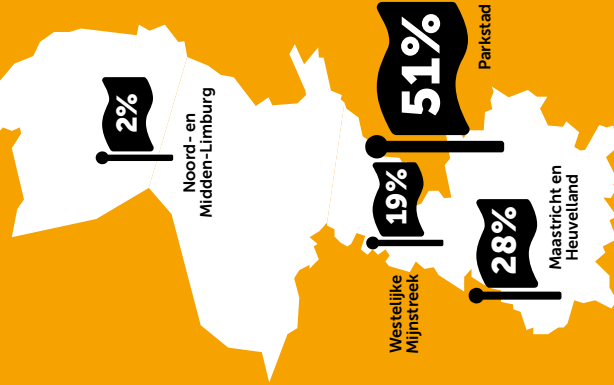 2%
Noord- en
Midden-Limburg
51%
Parkstad
19%
Westelijke
Mijnstreek
28%
Maastricht en
Heuvelland